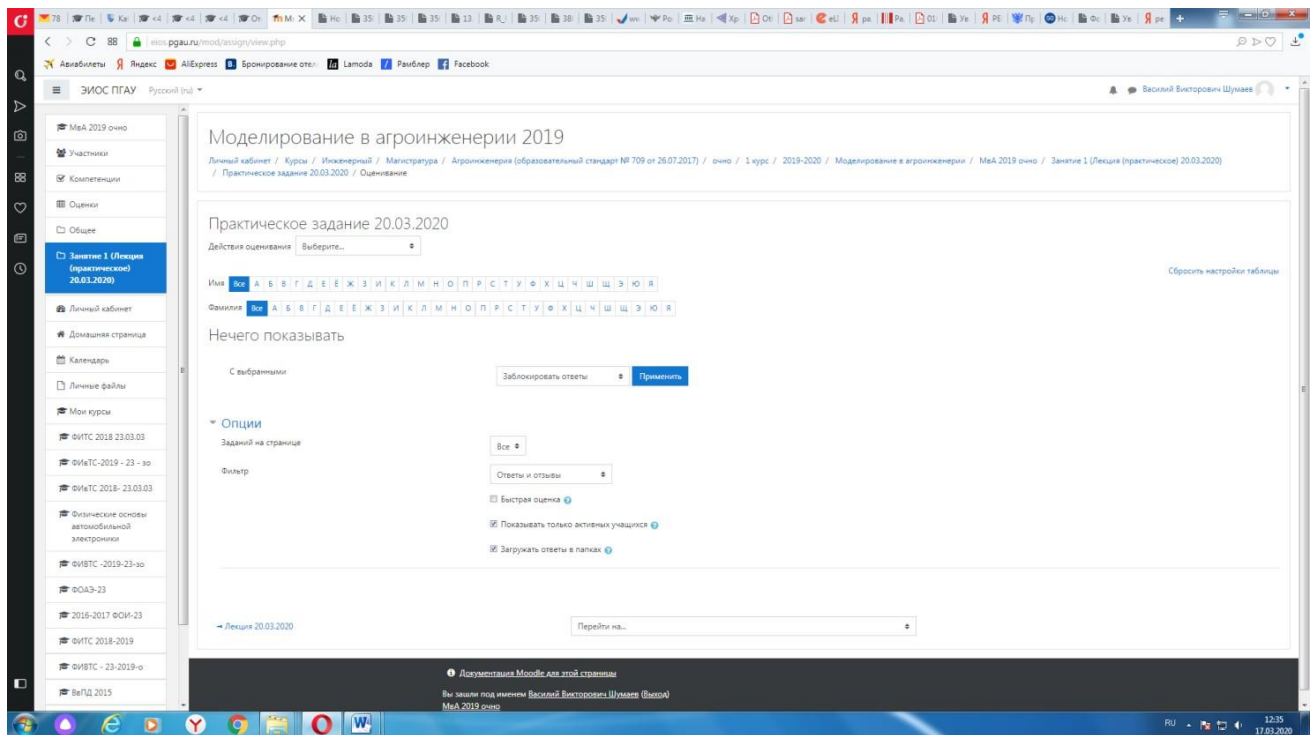 eios.pgau.ru/mod/assign/view.php
Авиабилеты Яндекс AliExpress Бронирование отел Lamoda Рамблер Facebook
ЭИОС ПГАУ Русский (ru)
Василий Викторович Шумаев
МвА 2019 очно
Участники
Компетенции
Оценки
Общее
Занятие 1 (Лекция
(практическое)
20.03.2020)
Личный кабинет
Домашняя страница
Календарь
Личные файлы
Мои курсы
ФИТС 2018 23.03.03
ФИвТС-2019 - 23 - зо
ФИвТС 2018- 23.03.03
Физические основы
автомобильной
электроники
ФИВТС -2019-23-зо
ФОАЭ-23
2016-2017 ФОИ-23
ФИТС 2018-2019
ФИВТС - 23-2019-о
ВвПД 2015
Моделирование в агроинженерии 2019
Личный кабинет / Курсы / Инженерный / Магистратура / Агроинженерия (образовательный стандарт № 709 от 26.07.2017) / очно / 1 курс / 2019-2020 / Моделирование в агроинженерии / МвА 2019 очно / Занятие 1 (Лекция (практическое) 20.03.2020)
/ Практическое задание 20.03.2020 / Оценивание
Практическое задание 20.03.2020
Действия оценивания Выберите...
Сбросить настройки таблицы
Имя Все А Б В Г Д Е Ё Ж З И К Л М Н О П Р С Т У Ф Х Ц Ч Ш Щ Э Ю Я
Фамилия Все А Б В Г Д Е Ё Ж З И К Л М Н О П Р С Т У Ф Х Ц Ч Ш Щ Э Ю Я
Нечего показывать
С выбранными
Заблокировать ответы Применить
Опции
Заданий на странице
Все
Фильтр
Ответы и отзывы
Быстрая оценка
Показывать только активных учащихся
Загружать ответы в папках
Лекция 20.03.2020
Перейти на...
Документация Moodle для этой страницы
Вы зашли под именем Василий Викторович Шумаев (Выход)
МвА 2019 очно
RU
12:35
17.03.2020